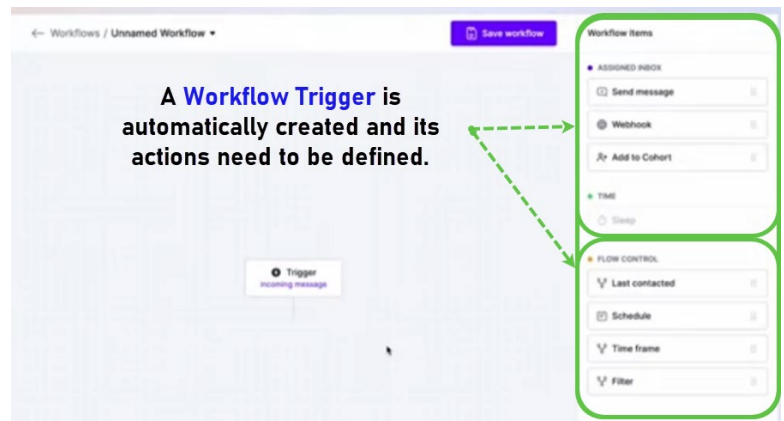 ← Workflows / Unnamed Workflow
Save workflow
Workflow Items
A Workflow Trigger is
automatically created and its
actions need to be defined.
ASSIGNED INBOX
Send message
Webhook
Add to Cohort
TIME
Sleep
FLOW CONTROL
Last contacted
Schedule
Time frame
Filter
Trigger
incoming message